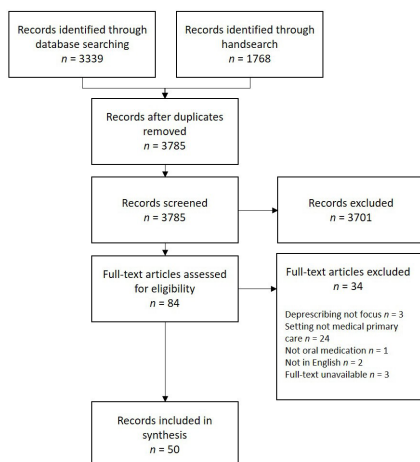 Records identified through
database searching
n = 3339
Records identified through
handsearch
n = 1768
Records after duplicates
removed
n = 3785
Records screened
n = 3785
Records excluded
n = 3701
Full-text articles assessed
for eligibility
n = 84
Full-text articles excluded
n = 34
Deprescribing not focus n = 3
Setting not medical primary
care n = 24
Not oral medication n = 1
Not in English n = 2
Full-text unavailable n = 3
Records included in
synthesis
n = 50